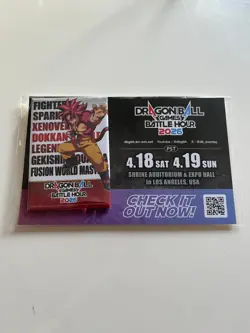 FIGHTE
SPARK
XENOVE
DOKKAN
LEGEN
GEKISHI
FUSION WORLD MAST
DRAGON BALL
GAMES
BATTLE HOUR
2026
DRAGON BALL
GAMES
BATTLE HOUR
2026
PST
4.18 SAT 4.19 SUN
SHRINE AUDITORIUM & EXPO HALL
in LOS ANGELES, USA
CHECK IT
OUT NOW!